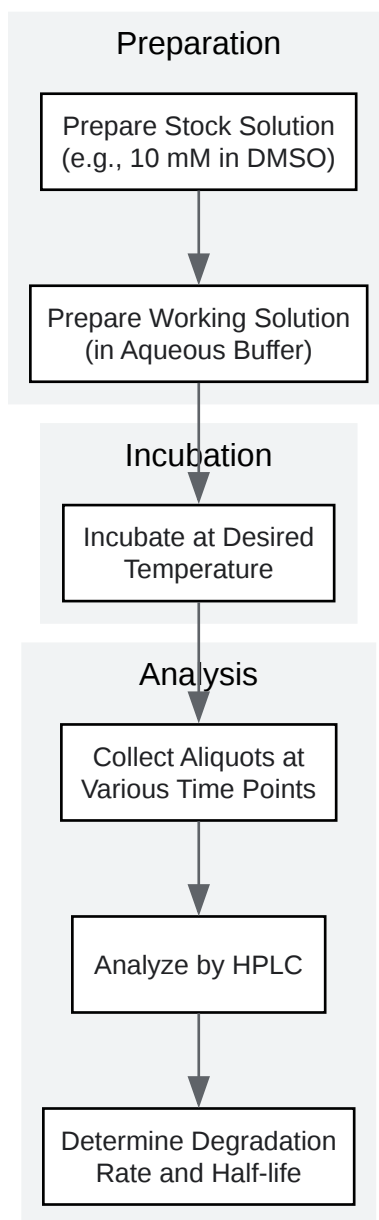 Preparation
Prepare Stock Solution
(e.g., 10 mM in DMSO)
Prepare Working Solution
(in Aqueous Buffer)
Incubation
Incubate at Desired
Temperature
Analysis
Collect Aliquots at
Various Time Points
Analyze by HPLC
Determine Degradation
Rate and Half-life